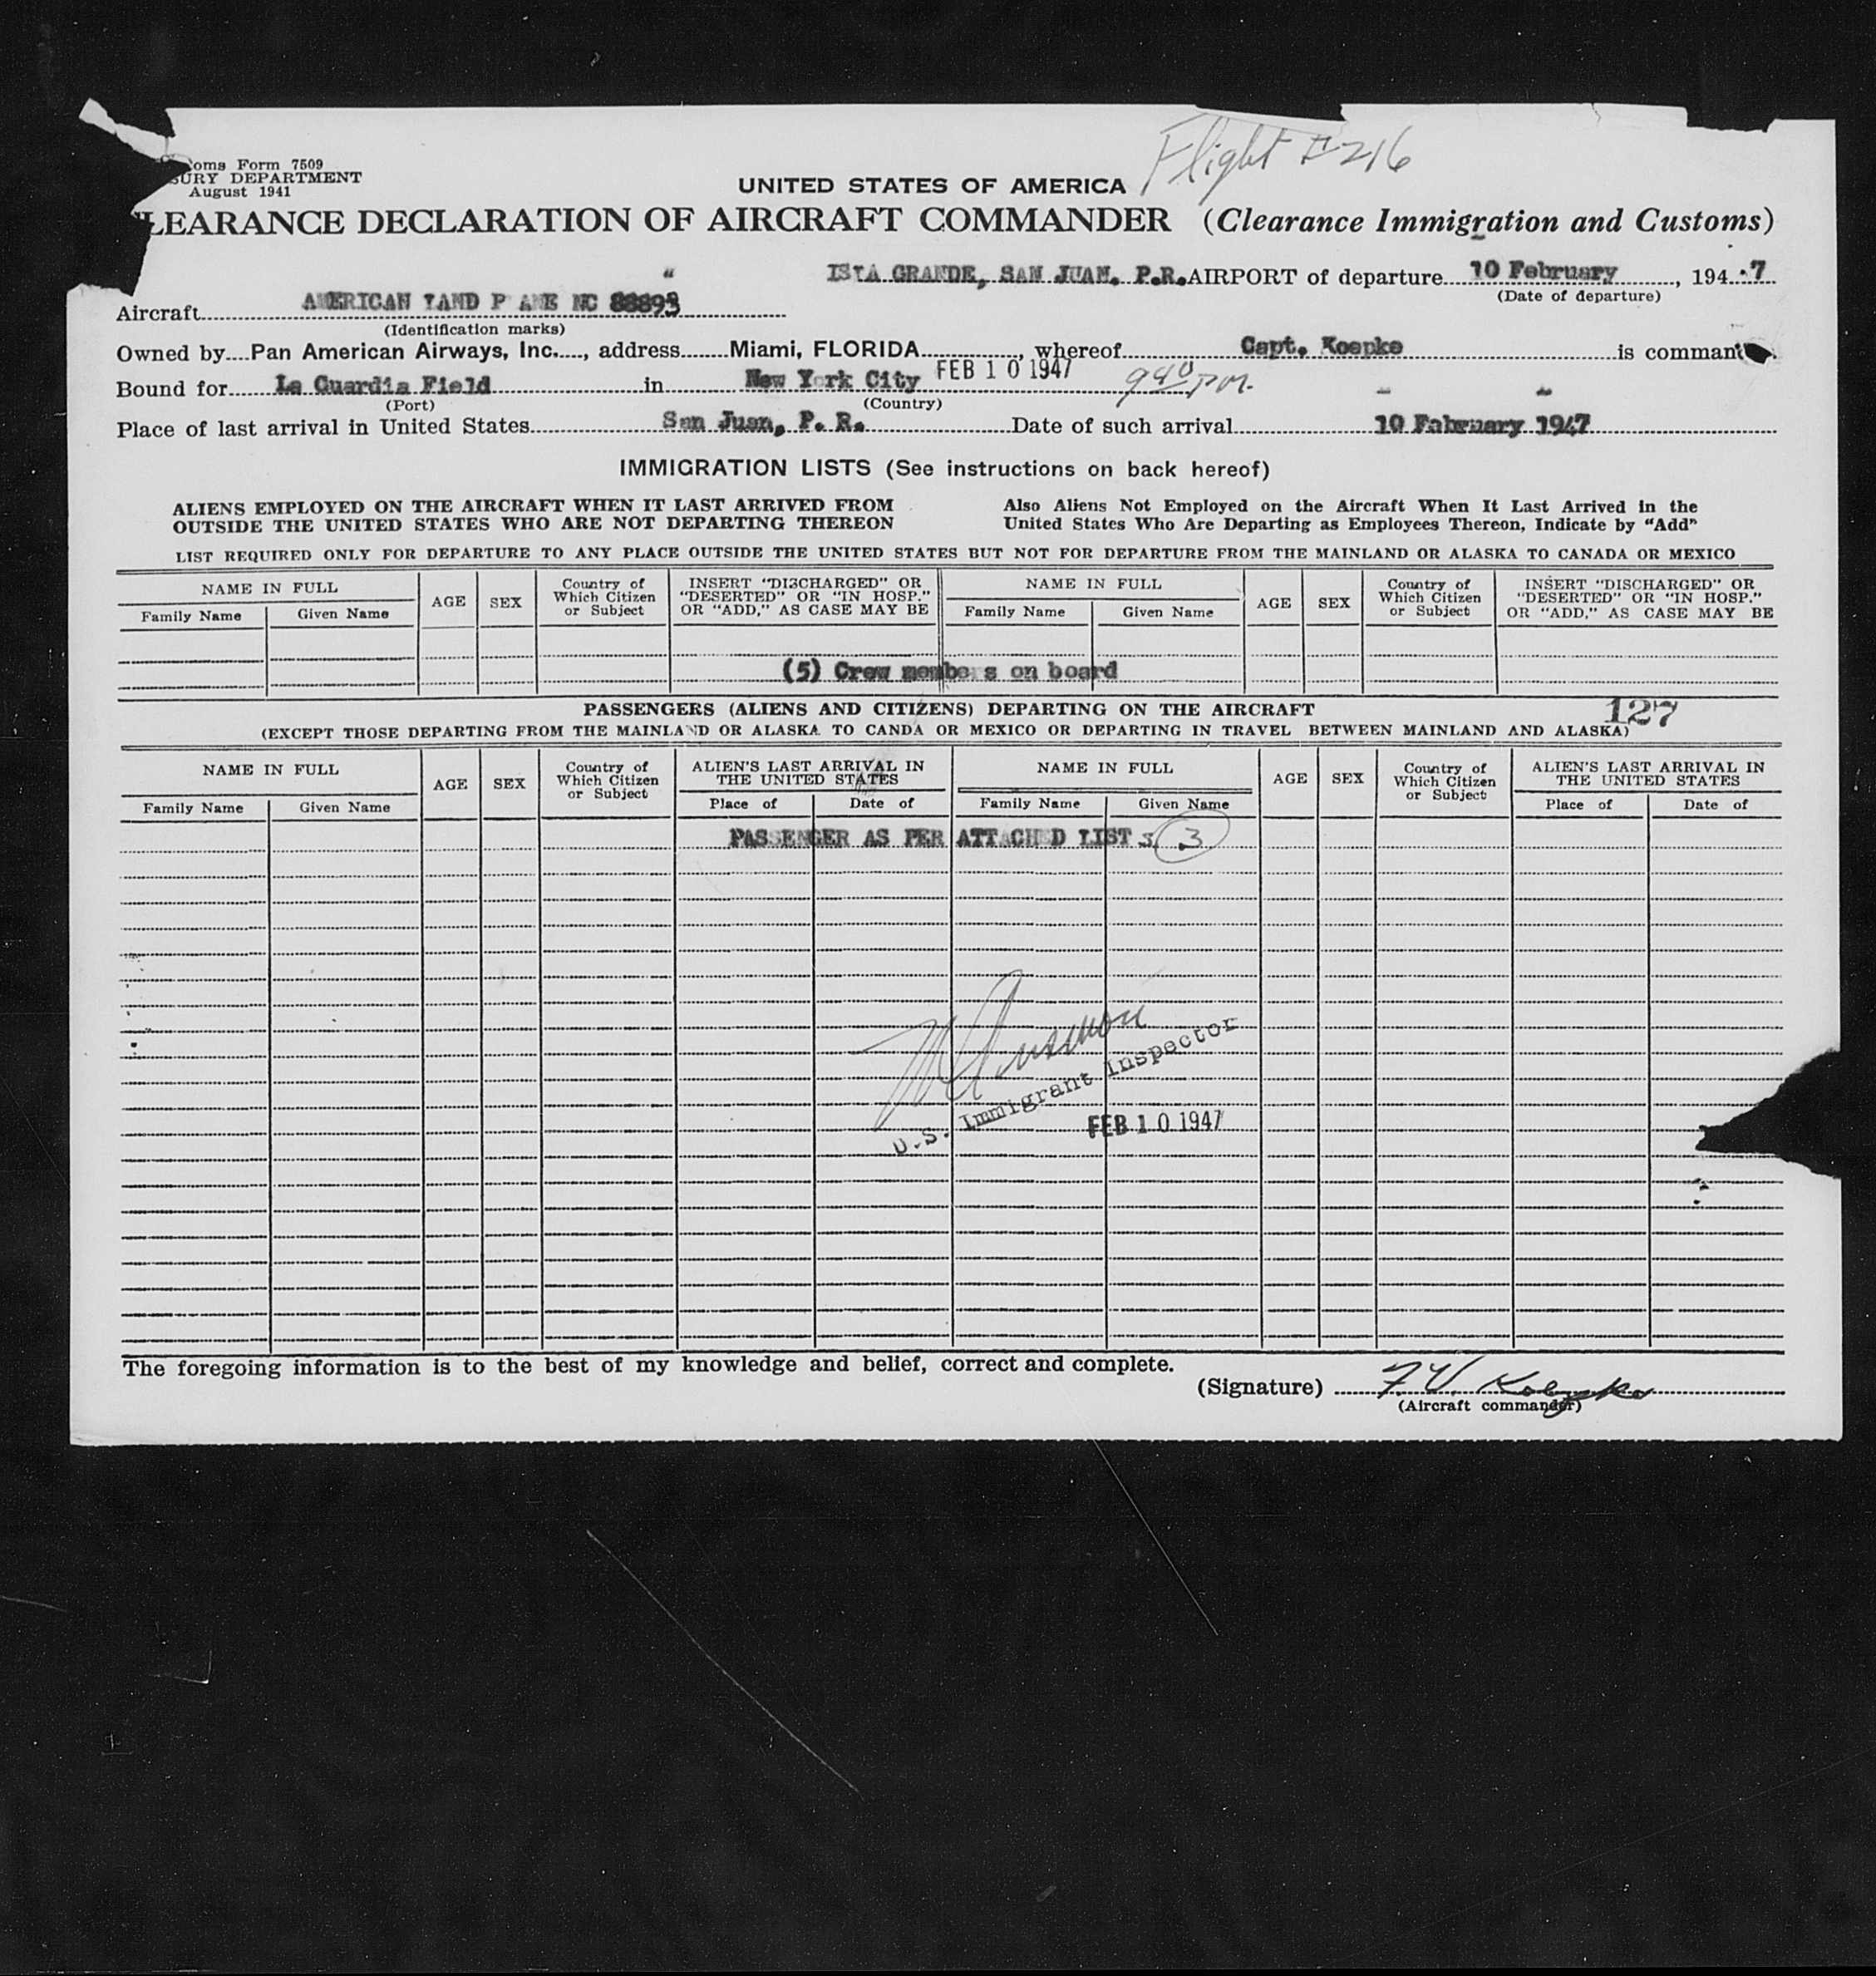 Flight #216
oms Form 7509
URY DEPARTMENT
August 1941
UNITED STATES OF AMERICA
LEARANCE DECLARATION OF AIRCRAFT COMMANDER (Clearance Immigration and Customs)
GRANDE, SAN JUAN, P.R. AIRPORT of departure 10 February, 194 7
(Date of departure)
Aircraft AMERICAN LAND PLANE NC 88893
(Identification marks)
Owned by Pan American Airways, Inc., address Miami, FLORIDA, whereof Capt. Koepke is comman
FEB 10 1947 940 PM.
Bound for La Guardia Field in New York City
(Port) (Country)
Place of last arrival in United States San Juan, P. R. Date of such arrival 10 February 1947
IMMIGRATION LISTS (See instructions on back hereof)
ALIENS EMPLOYED ON THE AIRCRAFT WHEN IT LAST ARRIVED FROM
OUTSIDE THE UNITED STATES WHO ARE NOT DEPARTING THEREON
Also Aliens Not Employed on the Aircraft When It Last Arrived in the
United States Who Are Departing as Employees Thereon, Indicate by "Add"
LIST REQUIRED ONLY FOR DEPARTURE TO ANY PLACE OUTSIDE THE UNITED STATES BUT NOT FOR DEPARTURE FROM THE MAINLAND OR ALASKA TO CANADA OR MEXICO
NAME IN FULL
Family Name Given Name
AGE
SEX
Country of
Which Citizen
or Subject
INSERT "DISCHARGED" OR
"DESERTED" OR "IN HOSP."
OR "ADD," AS CASE MAY BE
NAME IN FULL
Family Name Given Name
AGE
SEX
Country of
Which Citizen
or Subject
INSERT "DISCHARGED" OR
"DESERTED" OR "IN HOSP."
OR "ADD," AS CASE MAY BE
(5) Crew members on board
PASSENGERS (ALIENS AND CITIZENS) DEPARTING ON THE AIRCRAFT
127
(EXCEPT THOSE DEPARTING FROM THE MAINLAND OR ALASKA TO CANDA OR MEXICO OR DEPARTING IN TRAVEL BETWEEN MAINLAND AND ALASKA)
NAME IN FULL
Family Name Given Name
AGE
SEX
Country of
Which Citizen
or Subject
ALIEN'S LAST ARRIVAL IN
THE UNITED STATES
Place of Date of
NAME IN FULL
Family Name Given Name
AGE
SEX
Country of
Which Citizen
or Subject
ALIEN'S LAST ARRIVAL IN
THE UNITED STATES
Place of Date of
PASSENGER AS PER ATTACHED LIST 3
U.S. Immigrant Inspector
FEB 10 1947
The foregoing information is to the best of my knowledge and belief, correct and complete.
(Signature) F.V. Koepke
(Aircraft commander)